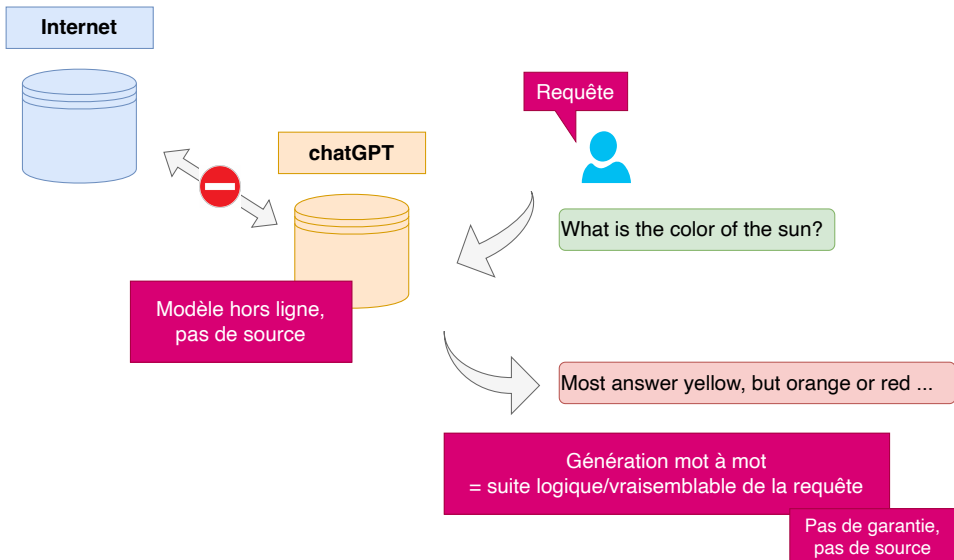 Internet
Requête
chatGPT
What is the color of the sun?
Modèle hors ligne,
pas de source
Most answer yellow, but orange or red ...
Génération mot à mot
= suite logique/vraisemblable de la requête
Pas de garantie,
pas de source